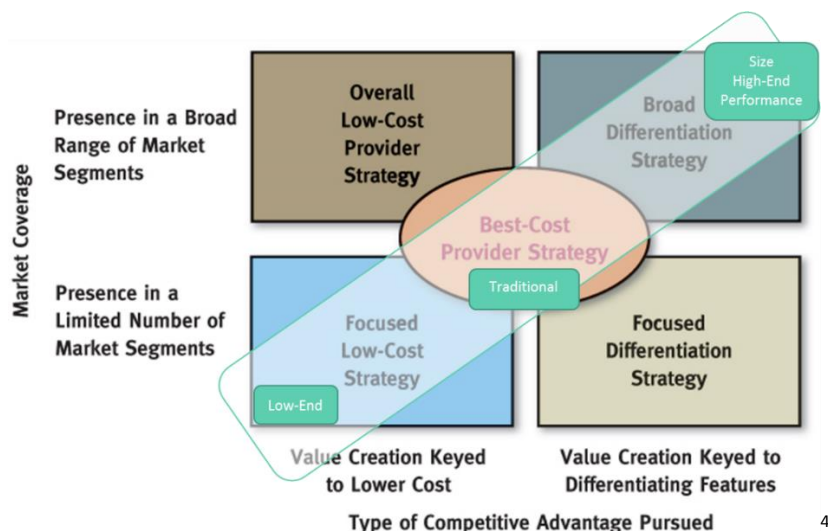 Size
High-End
Performance
Overall
Low-Cost
Provider
Strategy
Broad
Differentiation
Strategy
Presence in a Broad
Range of Market
Segments
Market Coverage
Best-Cost
Provider Strategy
Traditional
Presence in a
Limited Number of
Market Segments
Focused
Low-Cost
Strategy
Focused
Differentiation
Strategy
Low-End
Value Creation Keyed
to Lower Cost
Value Creation Keyed to
Differentiating Features
Type of Competitive Advantage Pursued
4